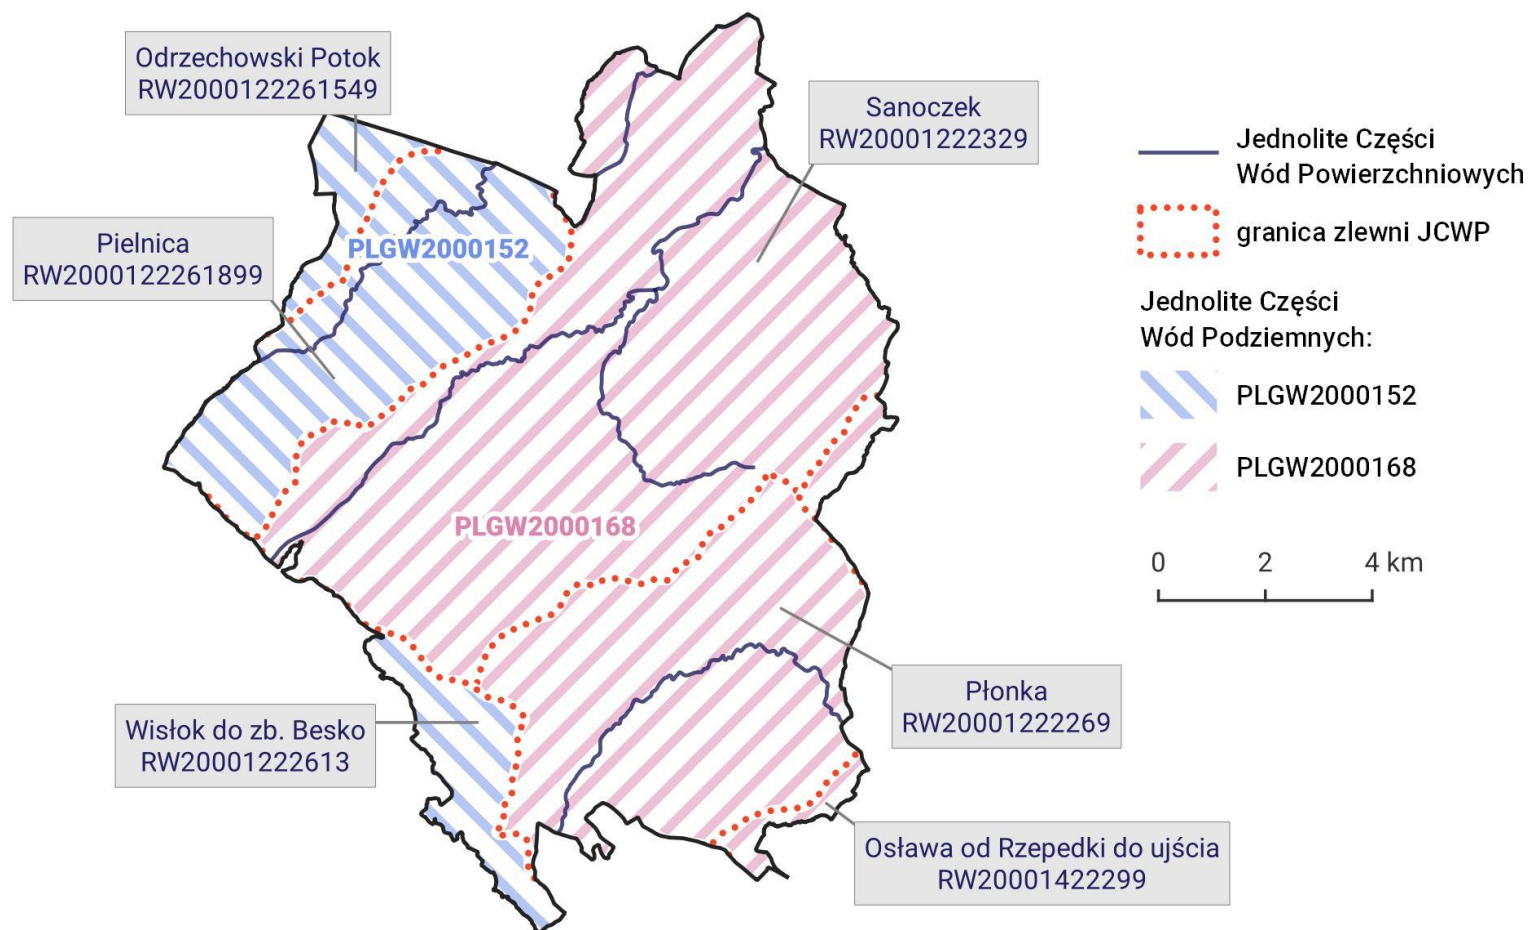 Odrzechowski Potok
RW2000122261549
Sanoczek
RW20001222329
Pielnica
RW2000122261899
PLGW2000152
PLGW2000168
Wisłok do zb. Besko
RW20001222613
Płonka
RW20001222269
Osława od Rzepedki do ujścia
RW20001422299
Jednolite Części
Wód Powierzchniowych
granica zlewni JCWP
Jednolite Części
Wód Podziemnych:
PLGW2000152
PLGW2000168
0 2 4 km